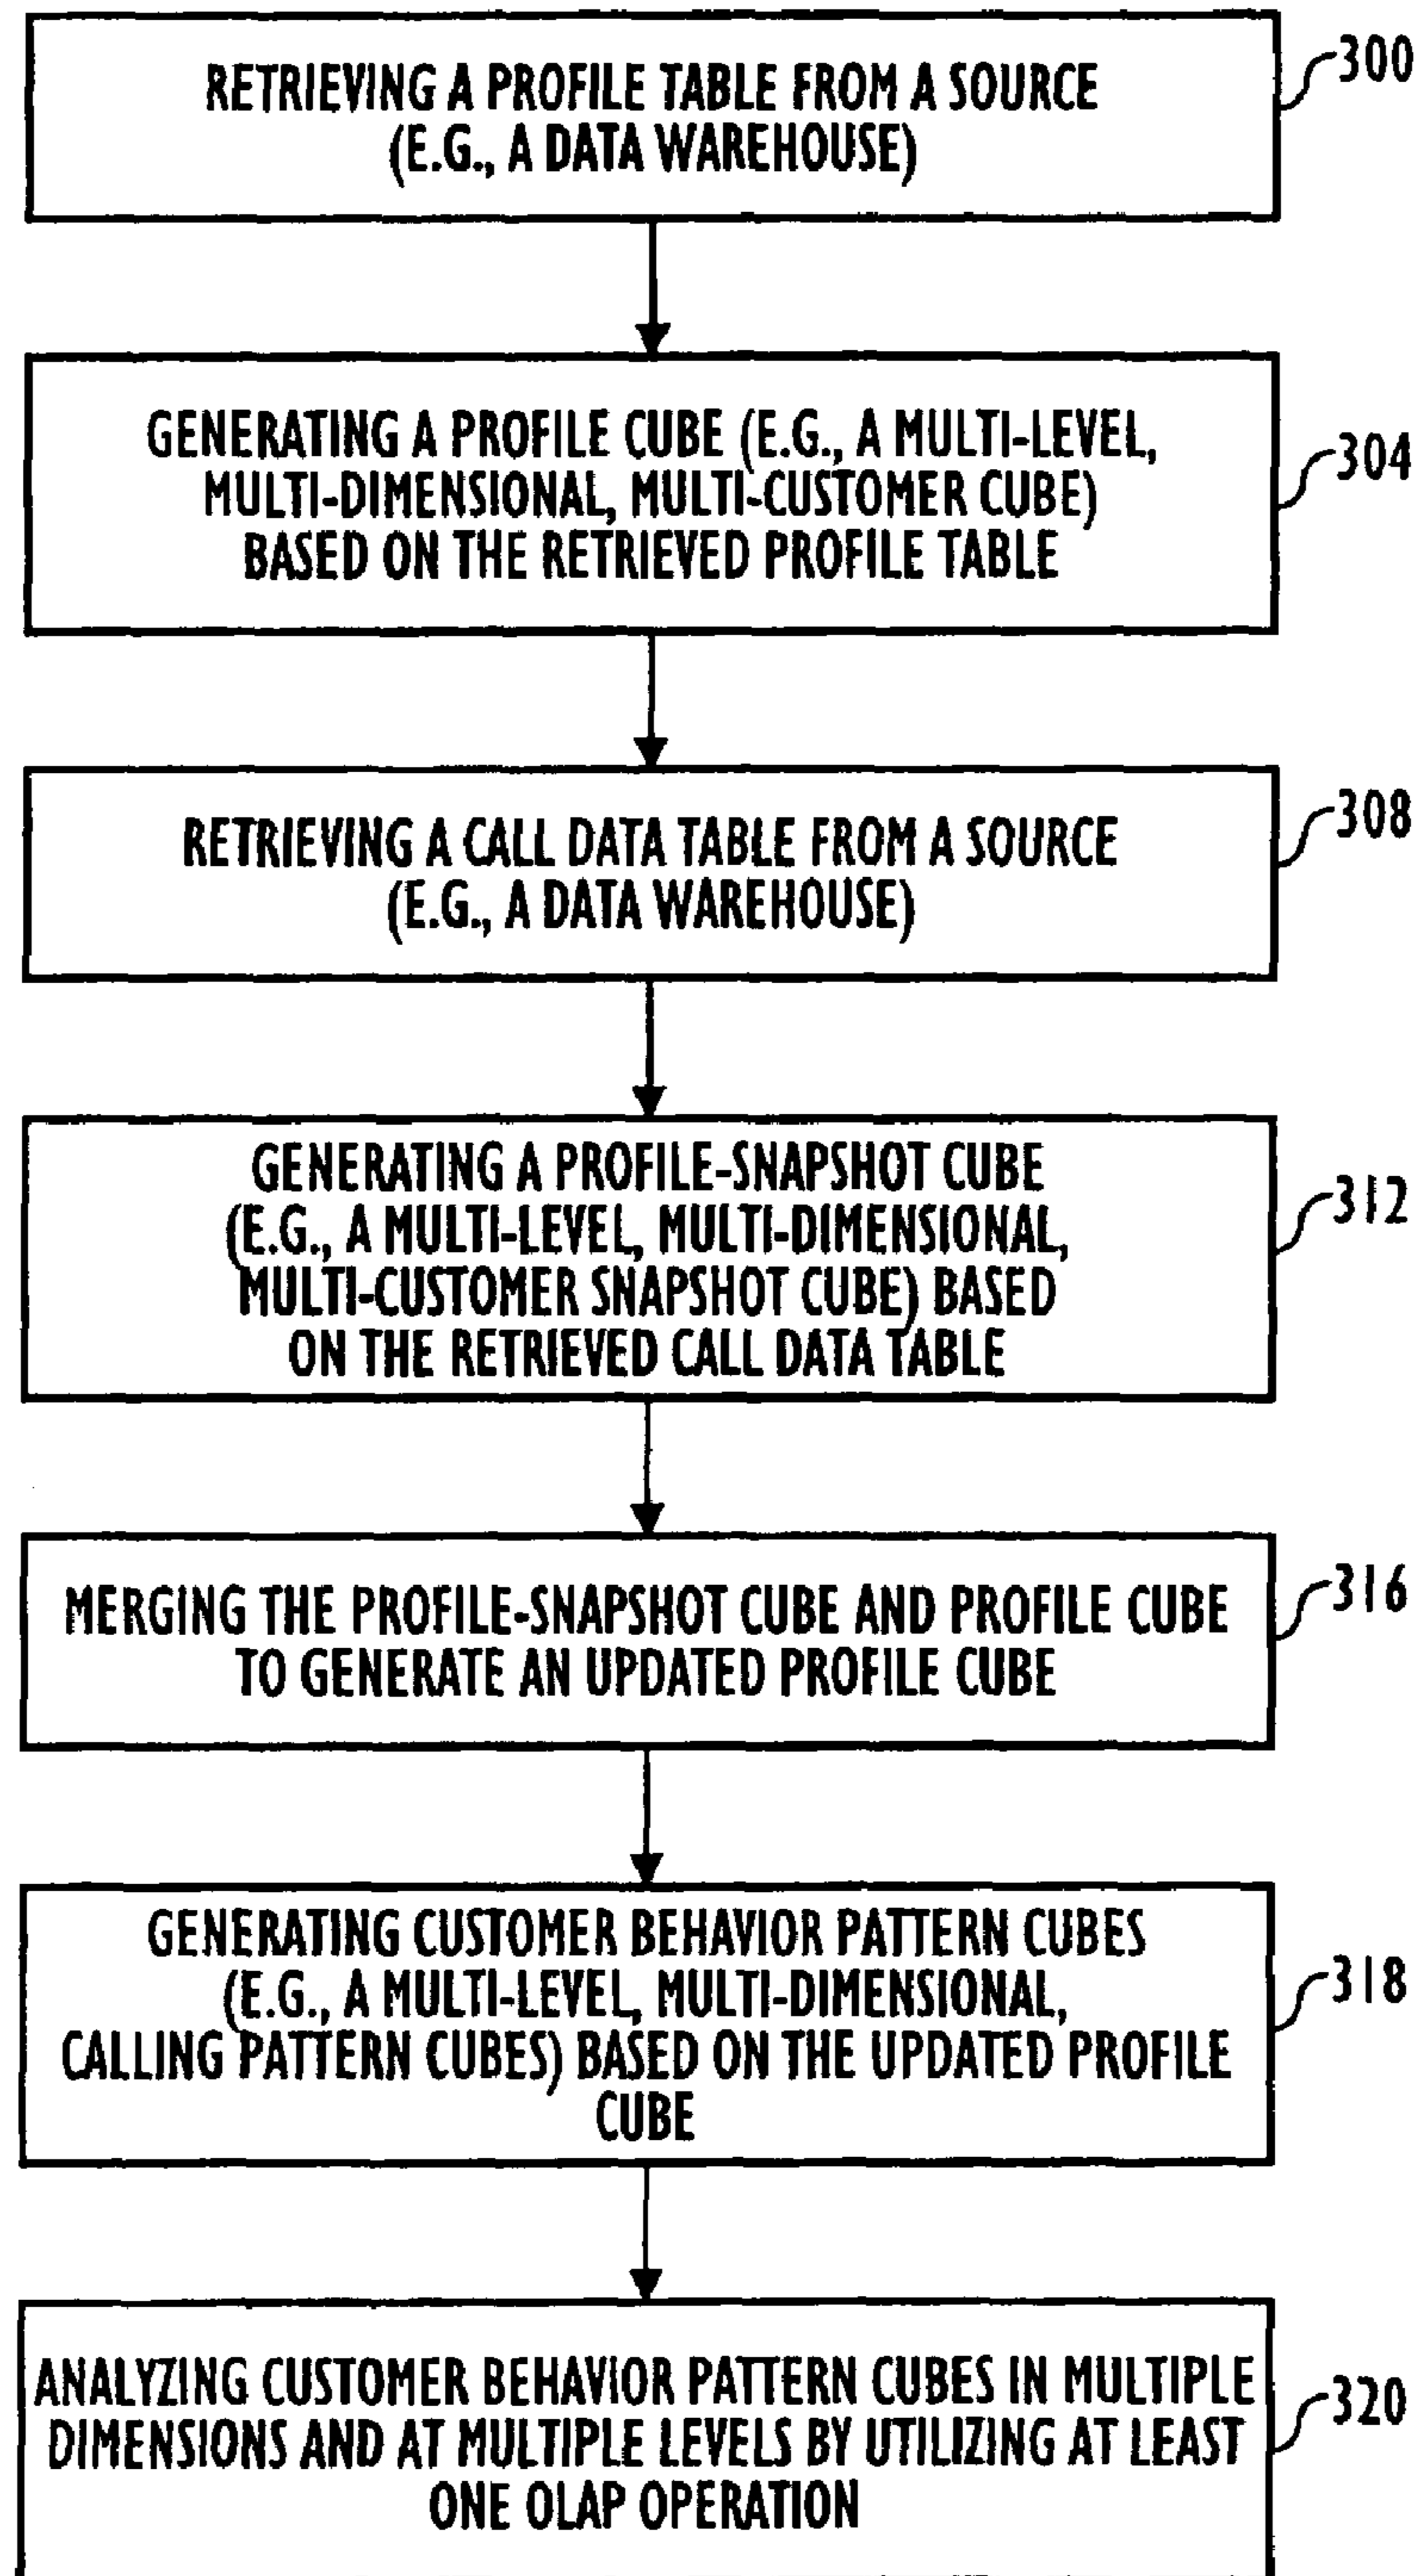 RETRIEVING A PROFILE TABLE FROM A SOURCE
(E.G., A DATA WAREHOUSE)
300
GENERATING A PROFILE CUBE (E.G., A MULTI-LEVEL,
MULTI-DIMENSIONAL, MULTI-CUSTOMER CUBE)
BASED ON THE RETRIEVED PROFILE TABLE
304
RETRIEVING A CALL DATA TABLE FROM A SOURCE
(E.G., A DATA WAREHOUSE)
308
GENERATING A PROFILE-SNAPSHOT CUBE
(E.G., A MULTI-LEVEL, MULTI-DIMENSIONAL,
MULTI-CUSTOMER SNAPSHOT CUBE) BASED
ON THE RETRIEVED CALL DATA TABLE
312
MERGING THE PROFILE-SNAPSHOT CUBE AND PROFILE CUBE
TO GENERATE AN UPDATED PROFILE CUBE
316
GENERATING CUSTOMER BEHAVIOR PATTERN CUBES
(E.G., A MULTI-LEVEL, MULTI-DIMENSIONAL,
CALLING PATTERN CUBES) BASED ON THE UPDATED PROFILE
CUBE
318
ANALYZING CUSTOMER BEHAVIOR PATTERN CUBES IN MULTIPLE
DIMENSIONS AND AT MULTIPLE LEVELS BY UTILIZING AT LEAST
ONE OLAP OPERATION
320